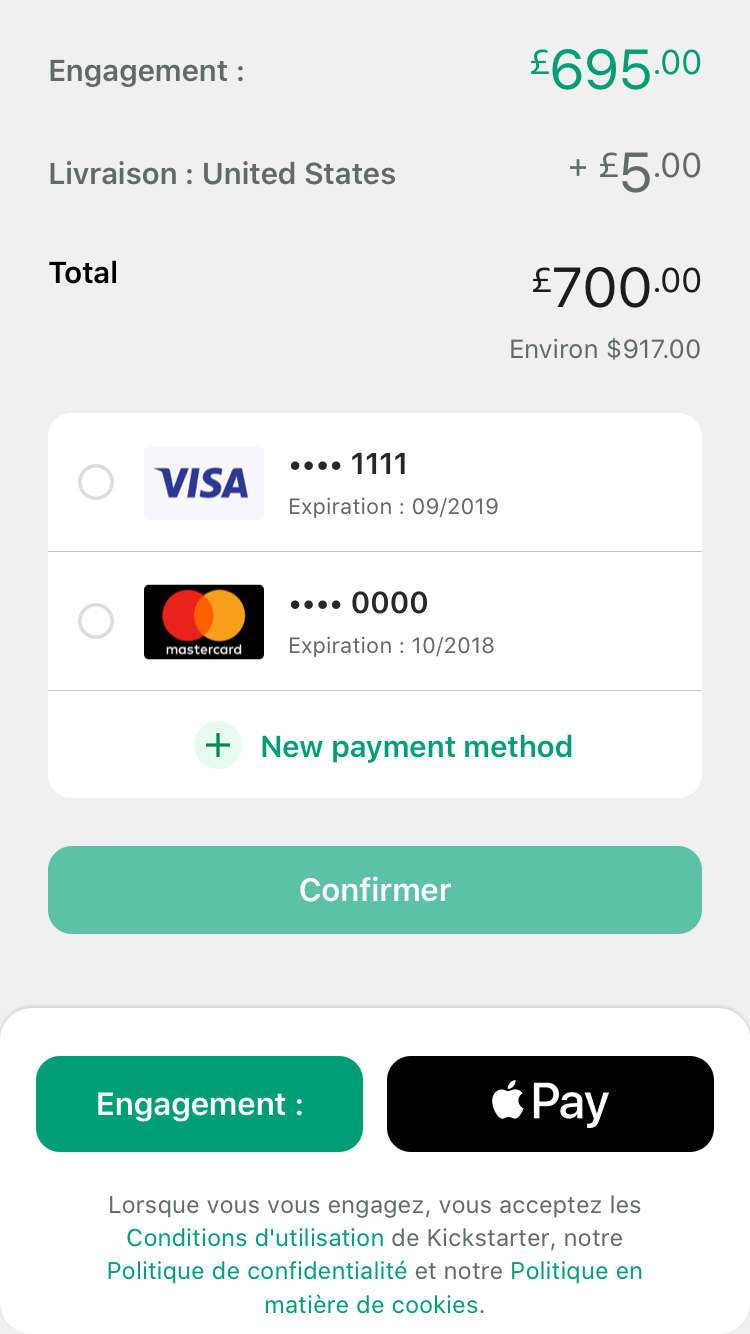 Engagement : £695.00
Livraison : United States + £5.00
Total £700.00
Environ $917.00
VISA •••• 1111
Expiration : 09/2019
•••• 0000
mastercard Expiration : 10/2018
+ New payment method
Confirmer
Engagement : Pay
Lorsque vous vous engagez, vous acceptez les
Conditions d'utilisation de Kickstarter, notre
Politique de confidentialité et notre Politique en
matière de cookies.